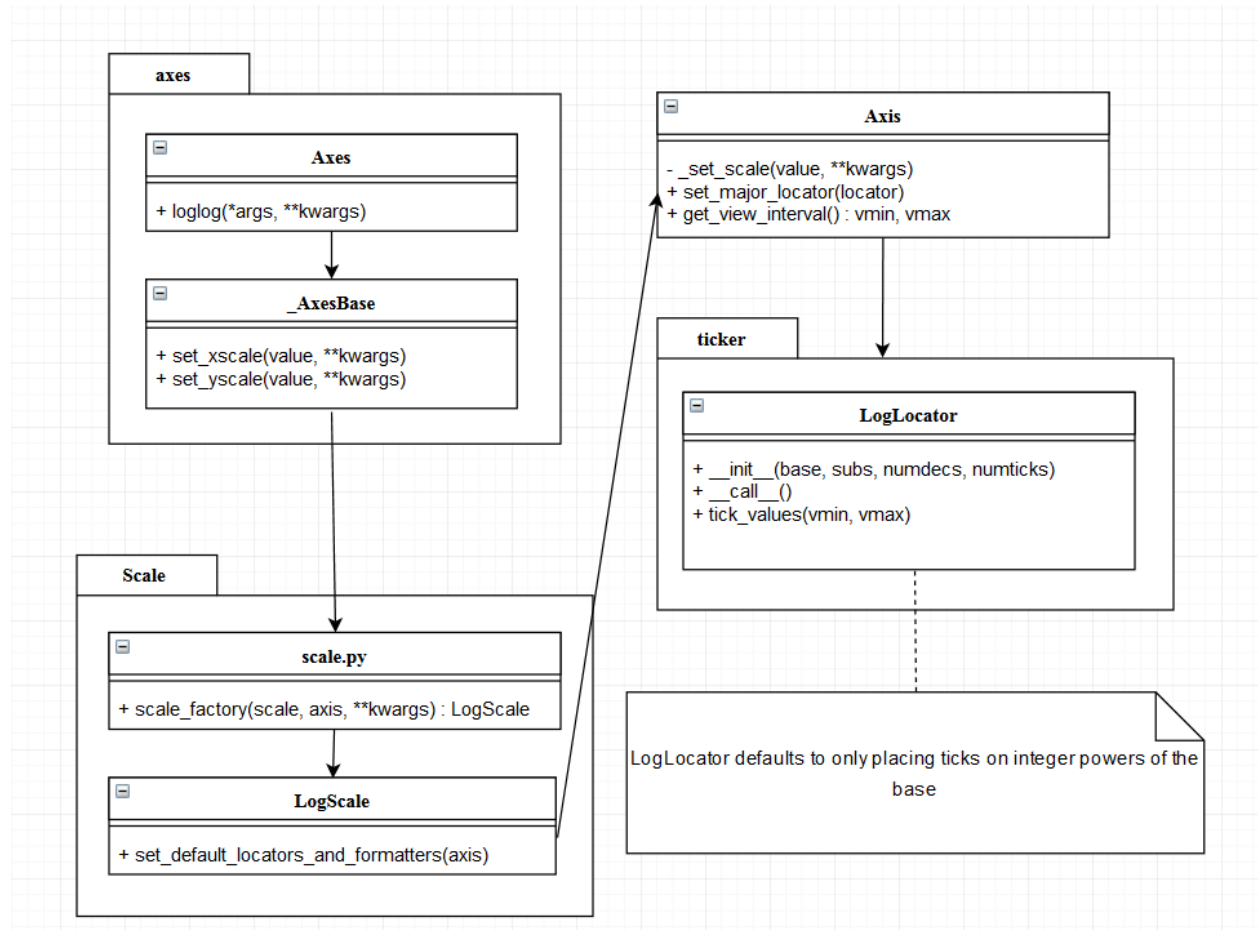 axes
Axes
+ loglog(*args, **kwargs)
_AxesBase
+ set_xscale(value, **kwargs)
+ set_yscale(value, **kwargs)
Scale
scale.py
+ scale_factory(scale, axis, **kwargs) : LogScale
LogScale
+ set_default_locators_and_formatters(axis)
Axis
- _set_scale(value, **kwargs)
+ set_major_locator(locator)
+ get_view_interval() : vmin, vmax
ticker
LogLocator
+ __init__(base, subs, numdecs, numticks)
+ __call__()
+ tick_values(vmin, vmax)
LogLocator defaults to only placing ticks on integer powers of the
base